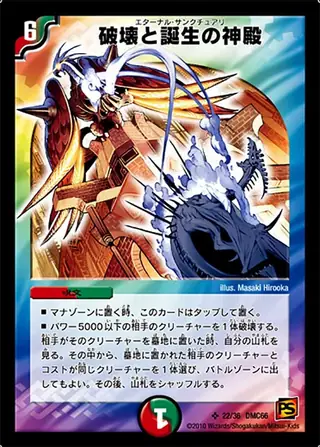 エターナル・サンクチュアリ
6
破壊と誕生の神殿
illus. Masaki Hirooka
呪文
■ マナゾーンに置く時、このカードはタップして置く。
■ パワー5000以下の相手のクリーチャーを1体破壊する。
相手がそのクリーチャーを墓地に置いた時、自分の山札を
見る。その中から、墓地に置かれたそのクリーチャーと
コストが同じクリーチャーを1体選び、バトルゾーンに出
してもよい。その後、山札をシャッフルする。
1
22/36 DMC66
©2010 Wizards/Shogakukan/Mitsui-Kids
PS